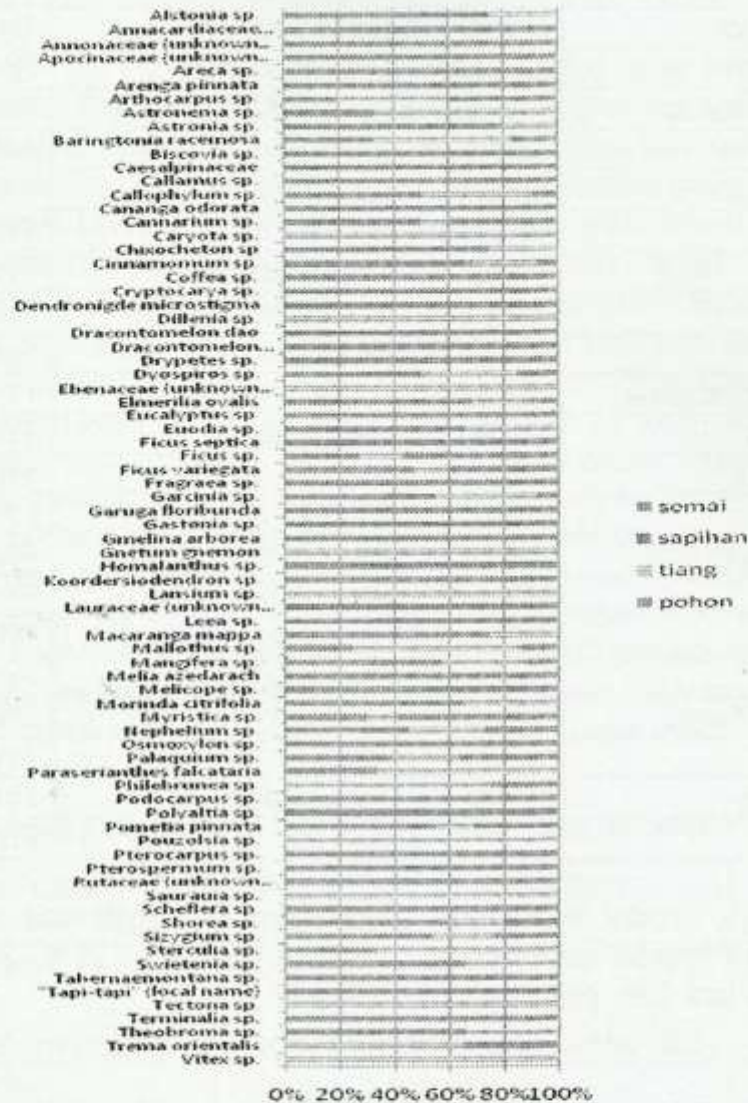 Alstonia sp
Annacardiaceae...
Annonaceae (unknown...
Apocinaceae (unknown...
Areca sp.
Arenga pinnata
Arthocarpus sp.
Astronema sp.
Astronia sp.
Baringtonia racemosa
Biscovia sp.
Caesalpinaceae
Callamus sp.
Callophylum sp.
Cananga odorata
Cannarium sp.
Caryota sp.
Chixocheton sp
Cinnamomum sp.
Coffea sp.
Cryptocarya sp.
Dendronigde microstigma
Dillenia sp.
Dracontomelon dao
Dracontomelon...
Drypetes sp.
Dyospiros sp.
Ebenaceae (unknown...
Elmerilia ovalis
Eucalyptus sp.
Euodia sp.
Ficus septica
Ficus sp.
Ficus variegata
Fragraea sp.
Garcinia sp.
Garuga floribunda
Gastonia sp.
Gmelina arborea
Gnetum gnemon
Homalanthus sp.
Koordersiodendron sp
Lansium sp.
Lauraceae (unknown...
Leea sp.
Macaranga mappa
Mallothus sp.
Mangifera sp.
Melia azedarach
Melicope sp.
Morinda citrifolia
Myristica sp
Nephelium sp
Osmoxylon sp.
Palaquium sp.
Paraserianthes falcataria
Philebrunea sp
Podocarpus sp.
Polyaltia sp
Pometia pinnata
Pouzolsia sp
Pterocarpus sp.
Pterospermum sp.
Rutaceae (unknown...
Saurauia sp.
Scheflera sp
Shorea sp.
Sizygium sp
Sterculia sp.
Swietenia sp.
Tabernaemontana sp.
"Tapi-tapi" (local name)
Tectona sp
Terminalia sp.
Theobroma sp.
Trema orientalis
Vitex sp.
0% 20% 40% 60% 80%100%
semai
sapihan
tiang
pohon